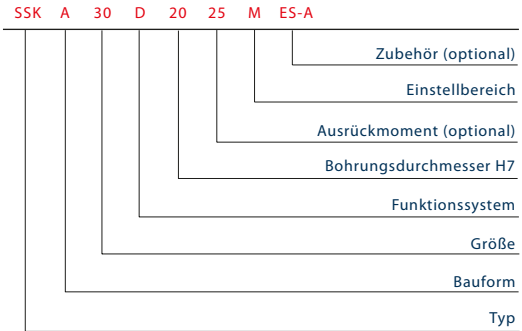 SSK A 30 D 20 25 M ES-A
Zubehör (optional)
Einstellbereich
Ausrückmoment (optional)
Bohrungsdurchmesser H7
Funktionssystem
Größe
Bauform
Typ